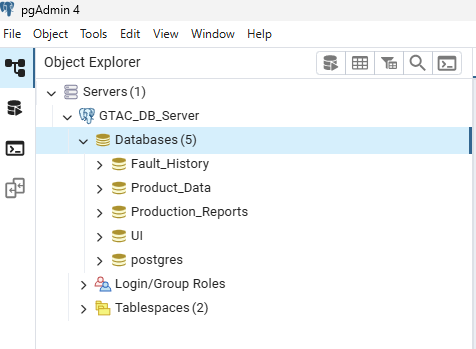 pgAdmin 4
File Object Tools Edit View Window Help
Object Explorer
Servers (1)
GTAC_DB_Server
Databases (5)
Fault_History
Product_Data
Production_Reports
UI
postgres
Login/Group Roles
Tablespaces (2)